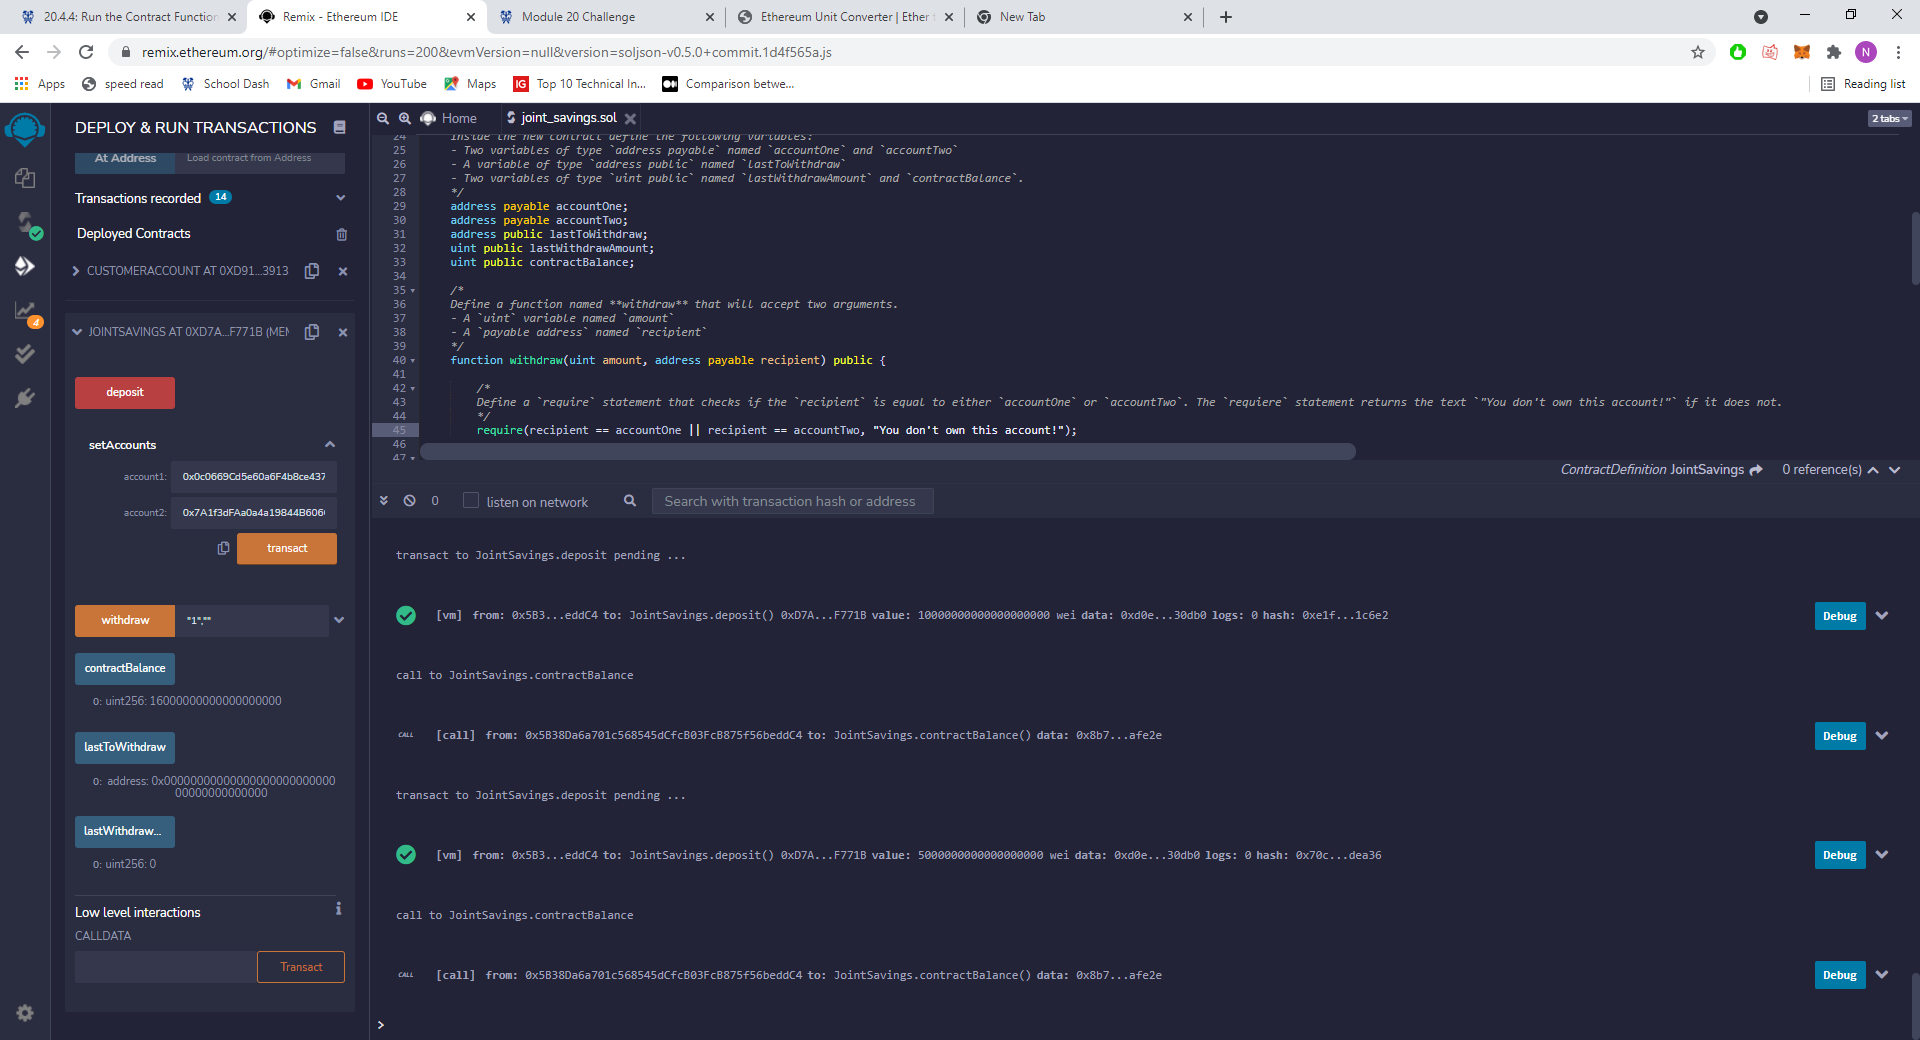 20.4.4: Run the Contract Function
Remix - Ethereum IDE
Module 20 Challenge
Ethereum Unit Converter | Ether t
New Tab
remix.ethereum.org/#optimize=false&runs=200&evmVersion=null&version=soljson-v0.5.0+commit.1d4f565a.js
N
Apps
speed read
School Dash
Gmail
YouTube
Maps
IG Top 10 Technical In...
Comparison betwe...
Reading list
DEPLOY & RUN TRANSACTIONS
At Address
Load contract from Address
Transactions recorded 14
Deployed Contracts
CUSTOMERACCOUNT AT 0XD91...3913
4
JOINTSAVINGS AT 0XD7A...F771B (MEM
deposit
setAccounts
account1: 0x0c0669Cd5e60a6F4b8ce437
account2: 0x7A1f3dFAa0a4a19844B606
transact
withdraw "1",""
contractBalance
0: uint256: 16000000000000000000
lastToWithdraw
0: address: 0x00000000000000000000000000
00000000000000
lastWithdraw...
0: uint256: 0
Low level interactions
CALLDATA
Transact
Home
joint_savings.sol
2 tabs
24 Inside the new contract define the following variables:
25 - Two variables of type `address payable` named `accountOne` and `accountTwo`
26 - A variable of type `address public` named `lastToWithdraw`
27 - Two variables of type `uint public` named `lastWithdrawAmount` and `contractBalance`.
28 */
29 address payable accountOne;
30 address payable accountTwo;
31 address public lastToWithdraw;
32 uint public lastWithdrawAmount;
33 uint public contractBalance;
34
35 /*
36 Define a function named **withdraw** that will accept two arguments.
37 - A `uint` variable named `amount`
38 - A `payable address` named `recipient`
39 */
40 function withdraw(uint amount, address payable recipient) public {
41
42 /*
43 Define a `require` statement that checks if the `recipient` is equal to either `accountOne` or `accountTwo`. The `requiere` statement returns the text `"You don't own this account!"` if it does not.
44 */
45 require(recipient == accountOne || recipient == accountTwo, "You don't own this account!");
46
47
ContractDefinition JointSavings 0 reference(s)
0 listen on network Search with transaction hash or address
transact to JointSavings.deposit pending ...
[vm] from: 0x5B3...eddC4 to: JointSavings.deposit() 0xD7A...F771B value: 10000000000000000000 wei data: 0xd0e...30db0 logs: 0 hash: 0xe1f...1c6e2
Debug
call to JointSavings.contractBalance
CALL [call] from: 0x5B38Da6a701c568545dCfcB03FcB875f56beddC4 to: JointSavings.contractBalance() data: 0x8b7...afe2e
Debug
transact to JointSavings.deposit pending ...
[vm] from: 0x5B3...eddC4 to: JointSavings.deposit() 0xD7A...F771B value: 5000000000000000000 wei data: 0xd0e...30db0 logs: 0 hash: 0x70c...dea36
Debug
call to JointSavings.contractBalance
CALL [call] from: 0x5B38Da6a701c568545dCfcB03FcB875f56beddC4 to: JointSavings.contractBalance() data: 0x8b7...afe2e
Debug
>